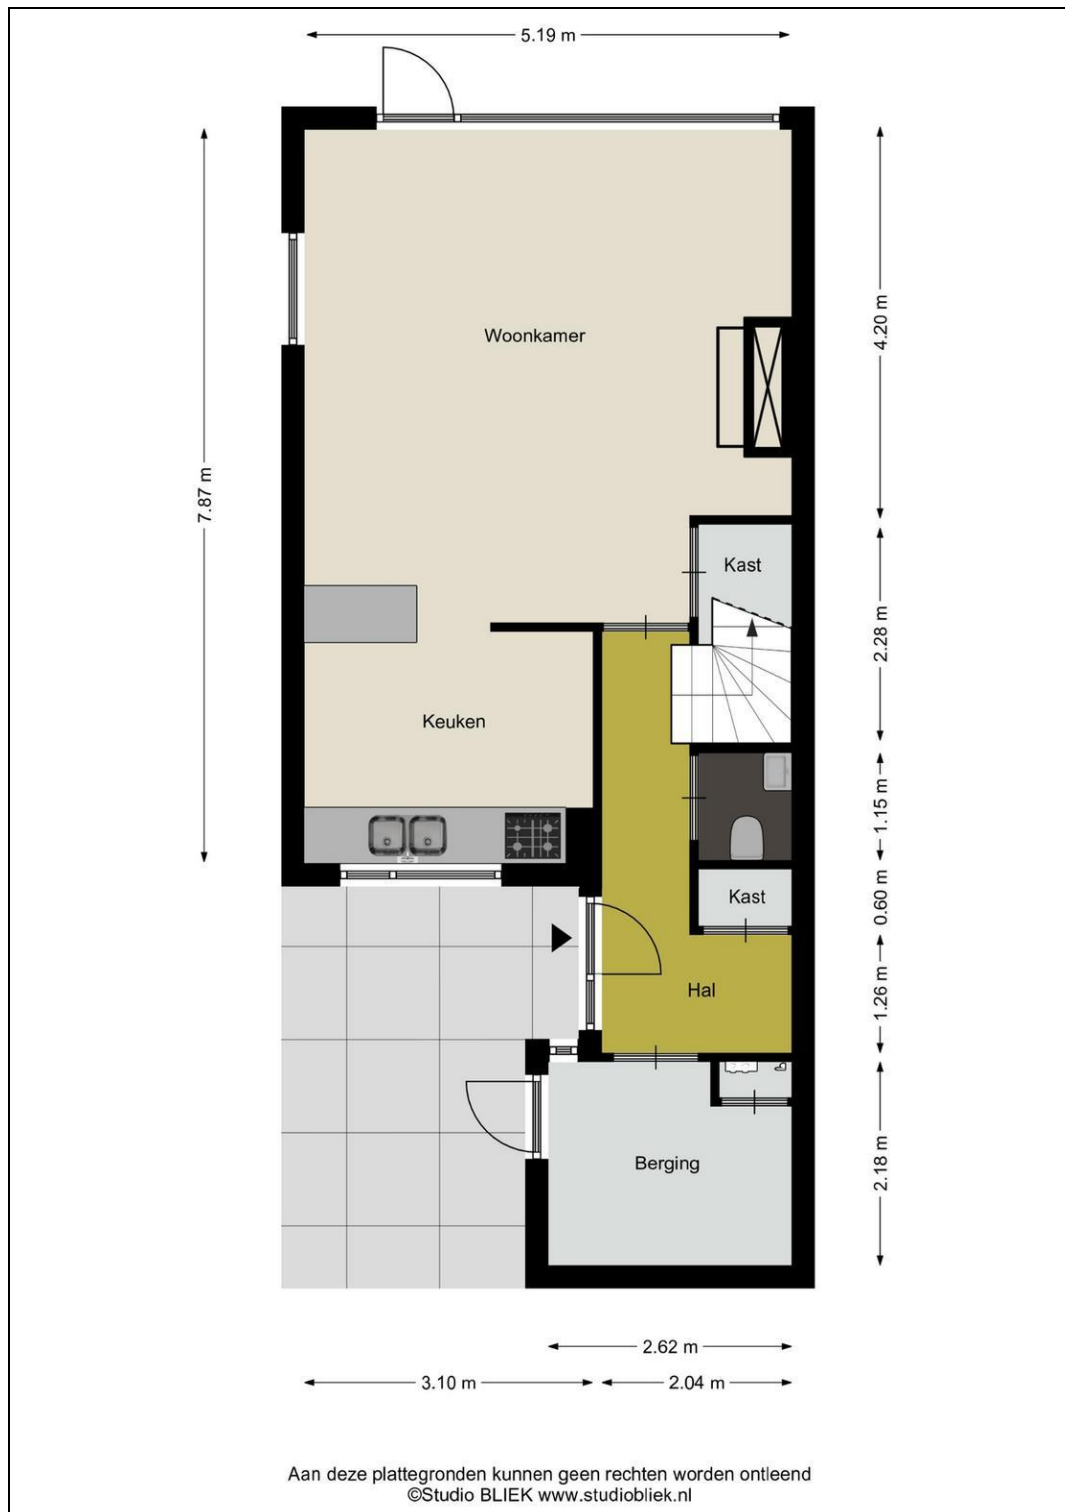 5.19 m
4.20 m
Woonkamer
7.87 m
Kast
2.28 m
Keuken
1.15 m
Kast
0.60 m
Hal
1.26 m
Berging
2.18 m
2.62 m
3.10 m
2.04 m
Aan deze plattegronden kunnen geen rechten worden ontleend
©Studio BLIEK www.studiobliek.nl